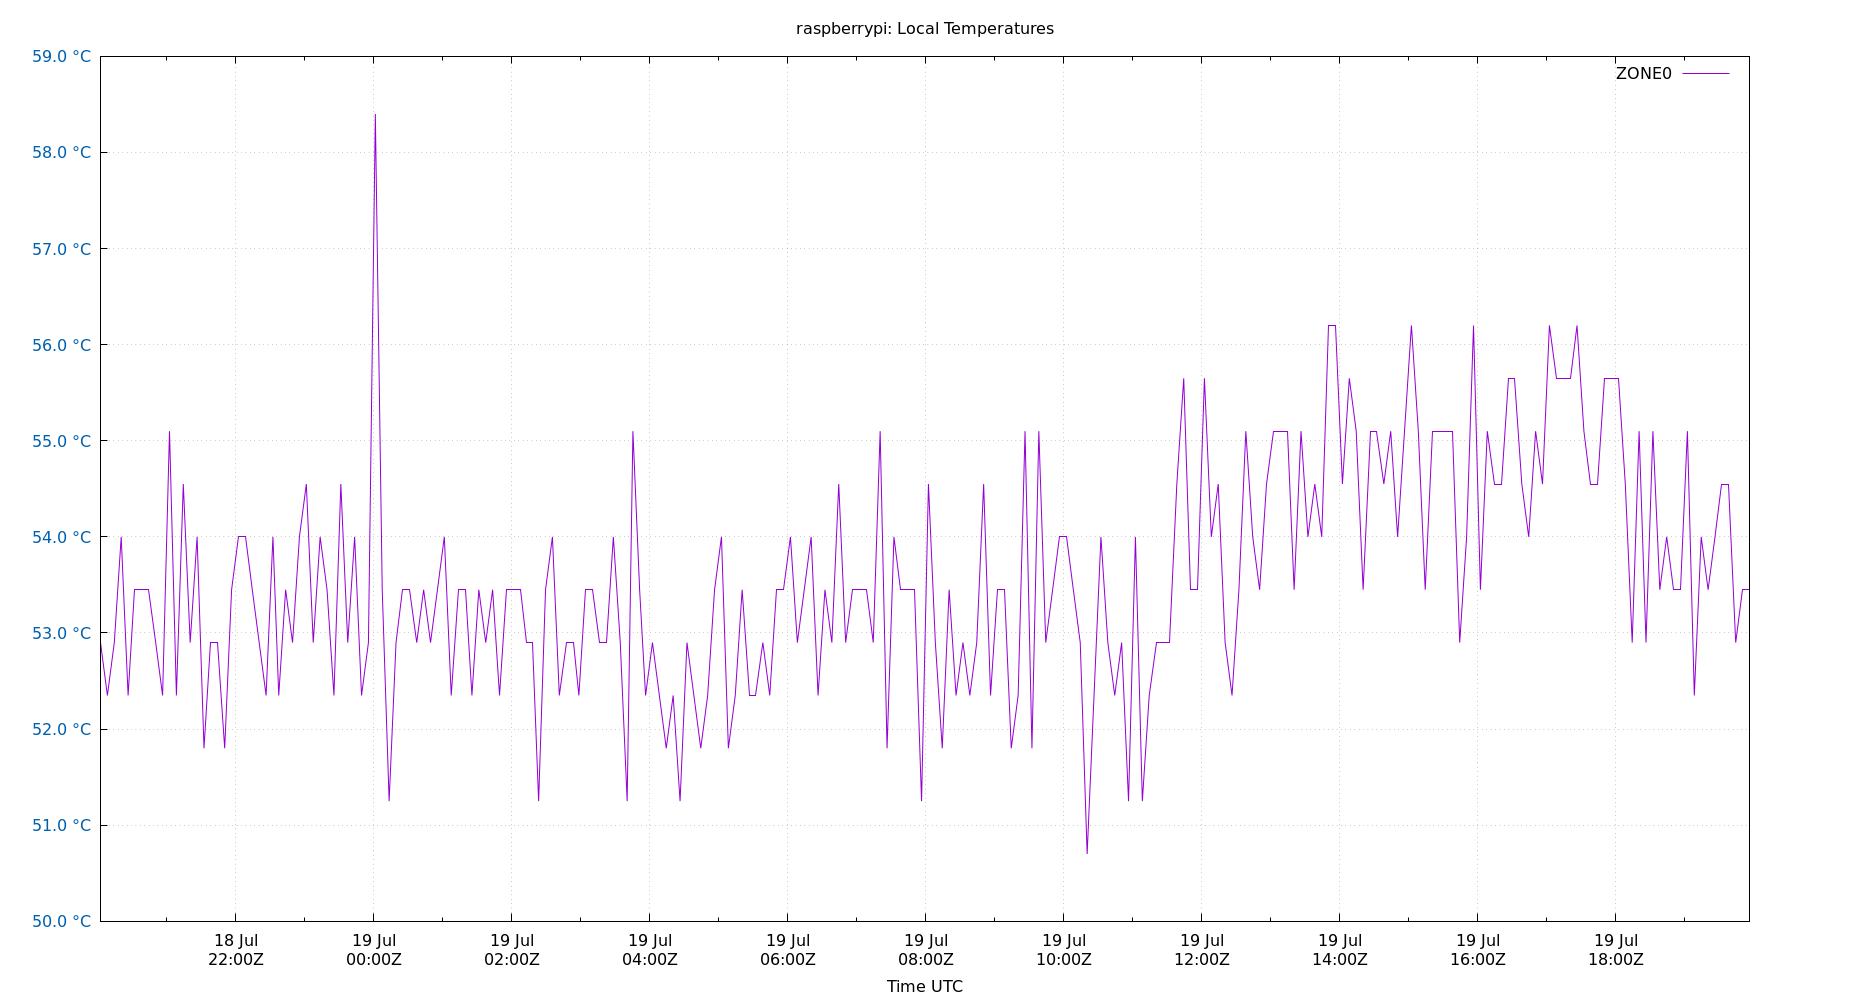 raspberrypi: Local Temperatures
59.0 °C
ZONE0
58.0 °C
57.0 °C
56.0 °C
55.0 °C
54.0 °C
53.0 °C
52.0 °C
51.0 °C
50.0 °C
18 Jul 19 Jul 19 Jul 19 Jul 19 Jul 19 Jul 19 Jul 19 Jul 19 Jul 19 Jul 19 Jul
22:00Z 00:00Z 02:00Z 04:00Z 06:00Z 08:00Z 10:00Z 12:00Z 14:00Z 16:00Z 18:00Z
Time UTC